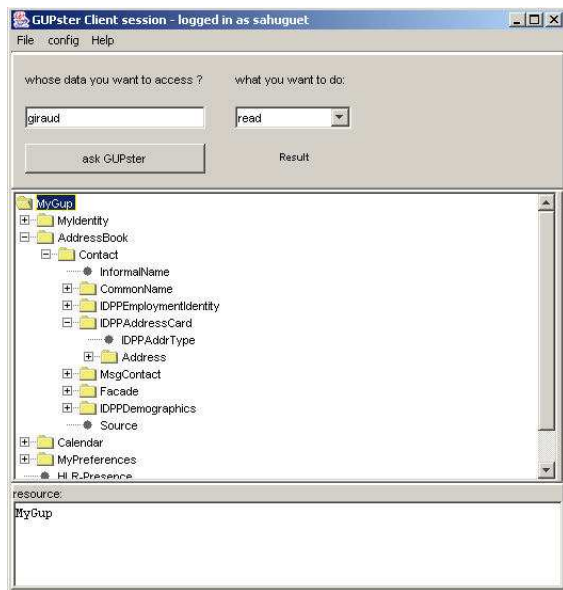 GUPster Client session - logged in as sahuguet
File config Help
whose data you want to access ? what you want to do:
giraud read
ask GUPster Result
MyGup
MyIdentity
AddressBook
Contact
InformalName
CommonName
IDPPEmploymentIdentity
IDPPAddressCard
IDPPAddrType
Address
MsgContact
Facade
IDPPDemographics
Source
Calendar
MyPreferences
HLR-Presence
resource:
MyGup